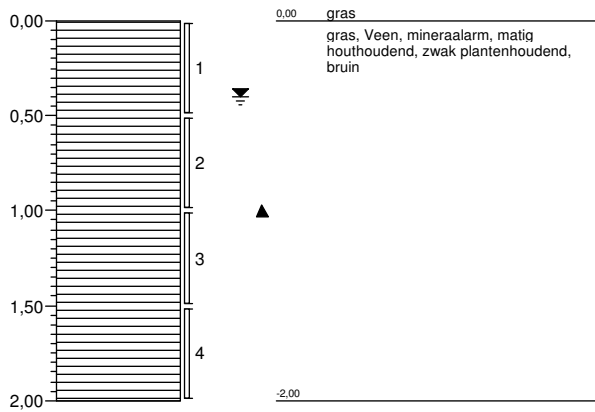 0,00
0,00 gras
gras, Veen, mineraalarm, matig
houthoudend, zwak plantenhoudend,
bruin
1
0,50
2
1,00
3
1,50
4
-2,00
2,00